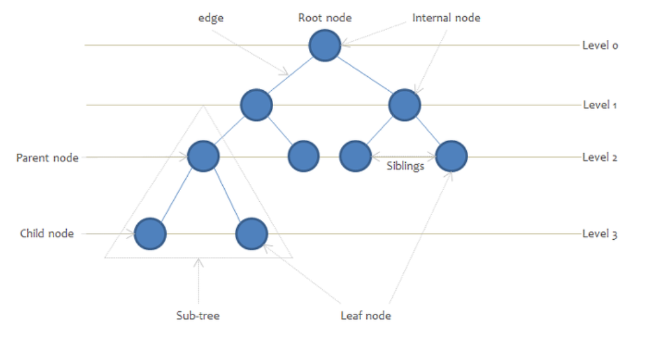 edge
Root node
Internal node
Level 0
Level 1
Parent node
Level 2
Siblings
Child node
Level 3
Sub-tree
Leaf node